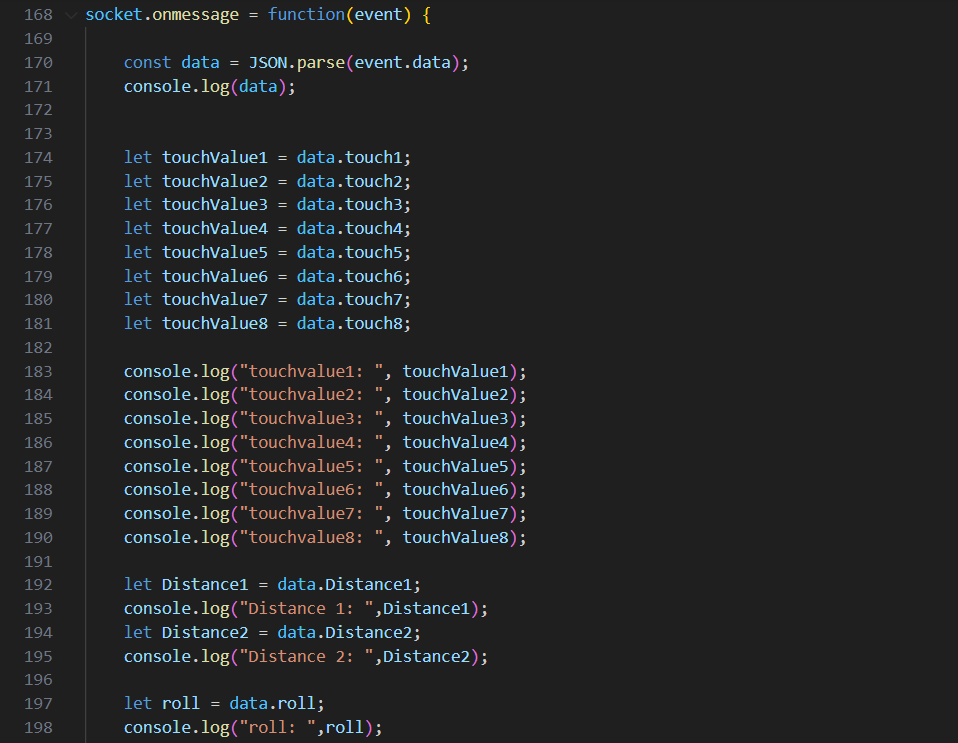 168 socket.onmessage = function(event) {
169
170 const data = JSON.parse(event.data);
171 console.log(data);
172
173
174 let touchValue1 = data.touch1;
175 let touchValue2 = data.touch2;
176 let touchValue3 = data.touch3;
177 let touchValue4 = data.touch4;
178 let touchValue5 = data.touch5;
179 let touchValue6 = data.touch6;
180 let touchValue7 = data.touch7;
181 let touchValue8 = data.touch8;
182
183 console.log("touchvalue1: ", touchValue1);
184 console.log("touchvalue2: ", touchValue2);
185 console.log("touchvalue3: ", touchValue3);
186 console.log("touchvalue4: ", touchValue4);
187 console.log("touchvalue5: ", touchValue5);
188 console.log("touchvalue6: ", touchValue6);
189 console.log("touchvalue7: ", touchValue7);
190 console.log("touchvalue8: ", touchValue8);
191
192 let Distance1 = data.Distance1;
193 console.log("Distance 1: ",Distance1);
194 let Distance2 = data.Distance2;
195 console.log("Distance 2: ",Distance2);
196
197 let roll = data.roll;
198 console.log("roll: ",roll);